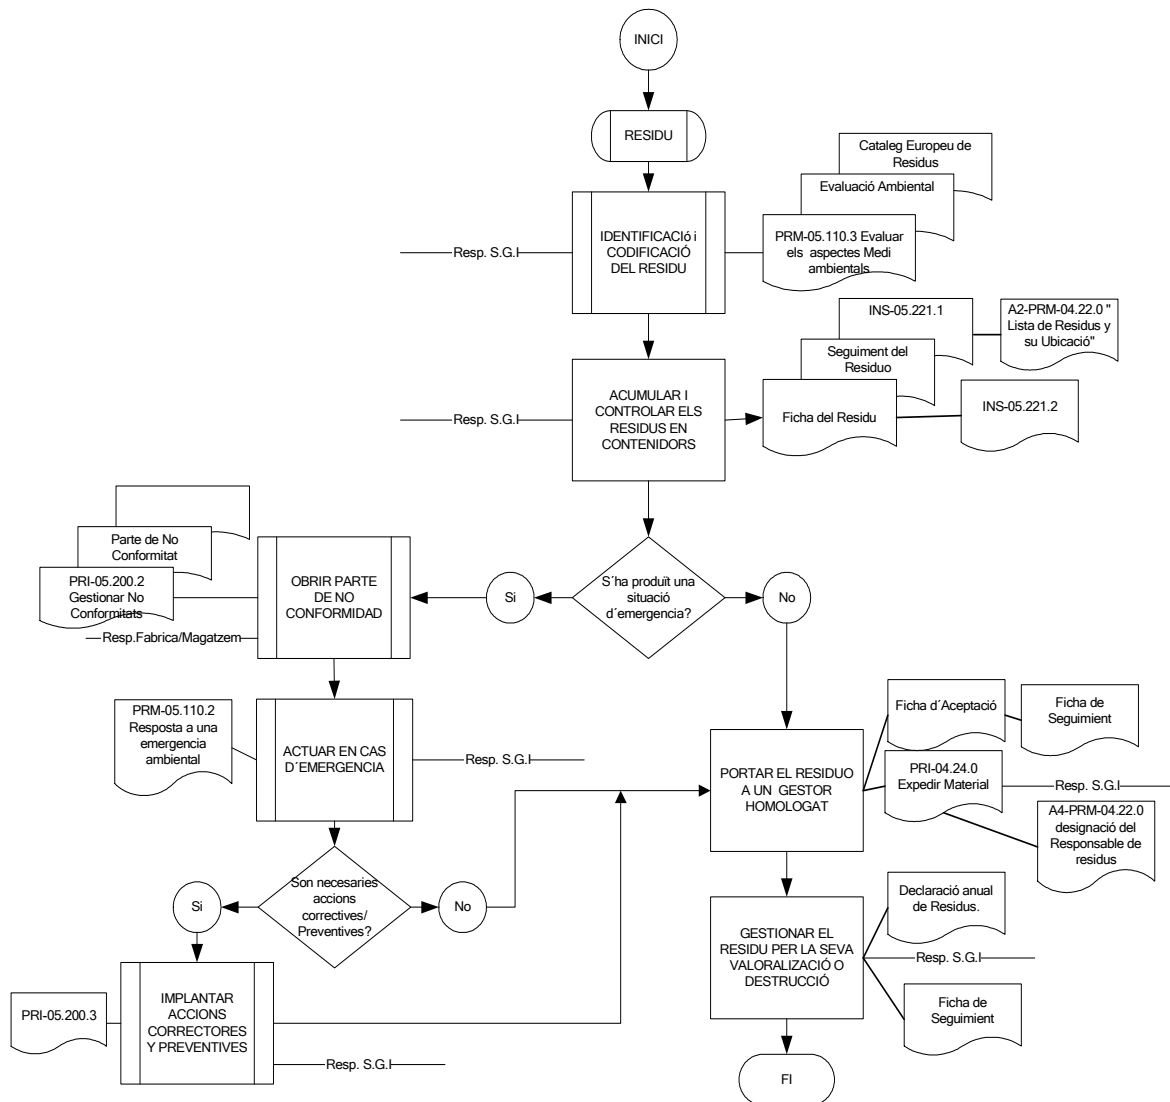 INICI
RESIDU
Cataleg Europeu de
Residus
Evaluació Ambiental
PRM-05.110.3 Evaluar
els  aspectes Medi
ambientals
Resp. S.G.I
IDENTIFICACIó i
CODIFICACIÓ
DEL RESIDU
INS-05.221.1
A2-PRM-04.22.0 "
Lista de Residus y
su Ubicació"
Seguiment del
Residuo
Ficha del Residu
INS-05.221.2
Resp. S.G.I
ACUMULAR I
CONTROLAR ELS
RESIDUS EN
CONTENIDORS
Parte de No
Conformitat
PRI-05.200.2
Gestionar No
Conformitats
Resp.Fabrica/Magatzem
OBRIR PARTE
DE NO
CONFORMIDAD
Si
S´ha produït una
situació
d´emergencia?
No
PRM-05.110.2
Resposta a una
emergencia
ambiental
ACTUAR EN CAS
D´EMERGENCIA
Resp. S.G.I
PORTAR EL RESIDUO
A UN  GESTOR
HOMOLOGAT
Ficha d´Aceptació
Ficha de
Seguimient
PRI-04.24.0
Expedir Material
Resp. S.G.I
A4-PRM-04.22.0
designació del
Responsable de
residus
Si
Son necesaries
accions
correctives/
Preventives?
No
GESTIONAR EL
RESIDU PER LA SEVA
VALORALIZACIÓ O
DESTRUCCIÓ
Declaració anual
de Residus.
Resp. S.G.I
Ficha de
Seguimient
PRI-05.200.3
IMPLANTAR
ACCIONS
CORRECTORES
Y PREVENTIVES
Resp. S.G.I
FI